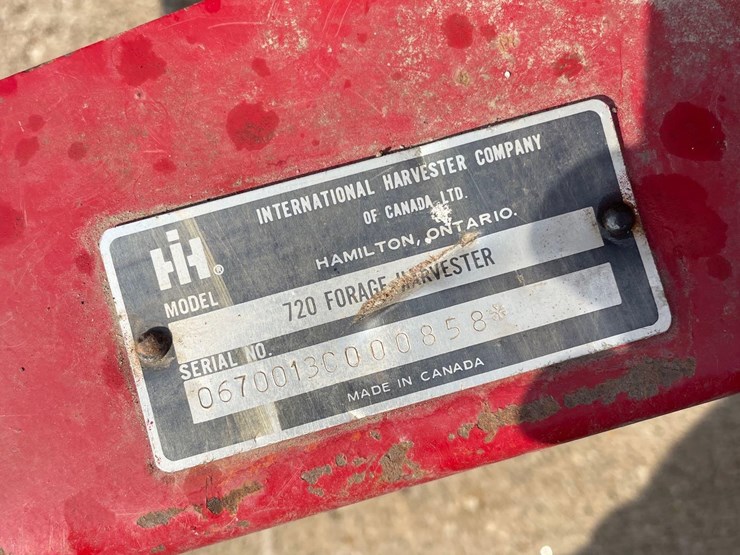 INTERNATIONAL HARVESTER COMPANY
OF CANADA LTD.
HAMILTON, ONTARIO.
IH®
MODEL
720 FORAGE HARVESTER
SERIAL NO.
0670013C000858*
MADE IN CANADA